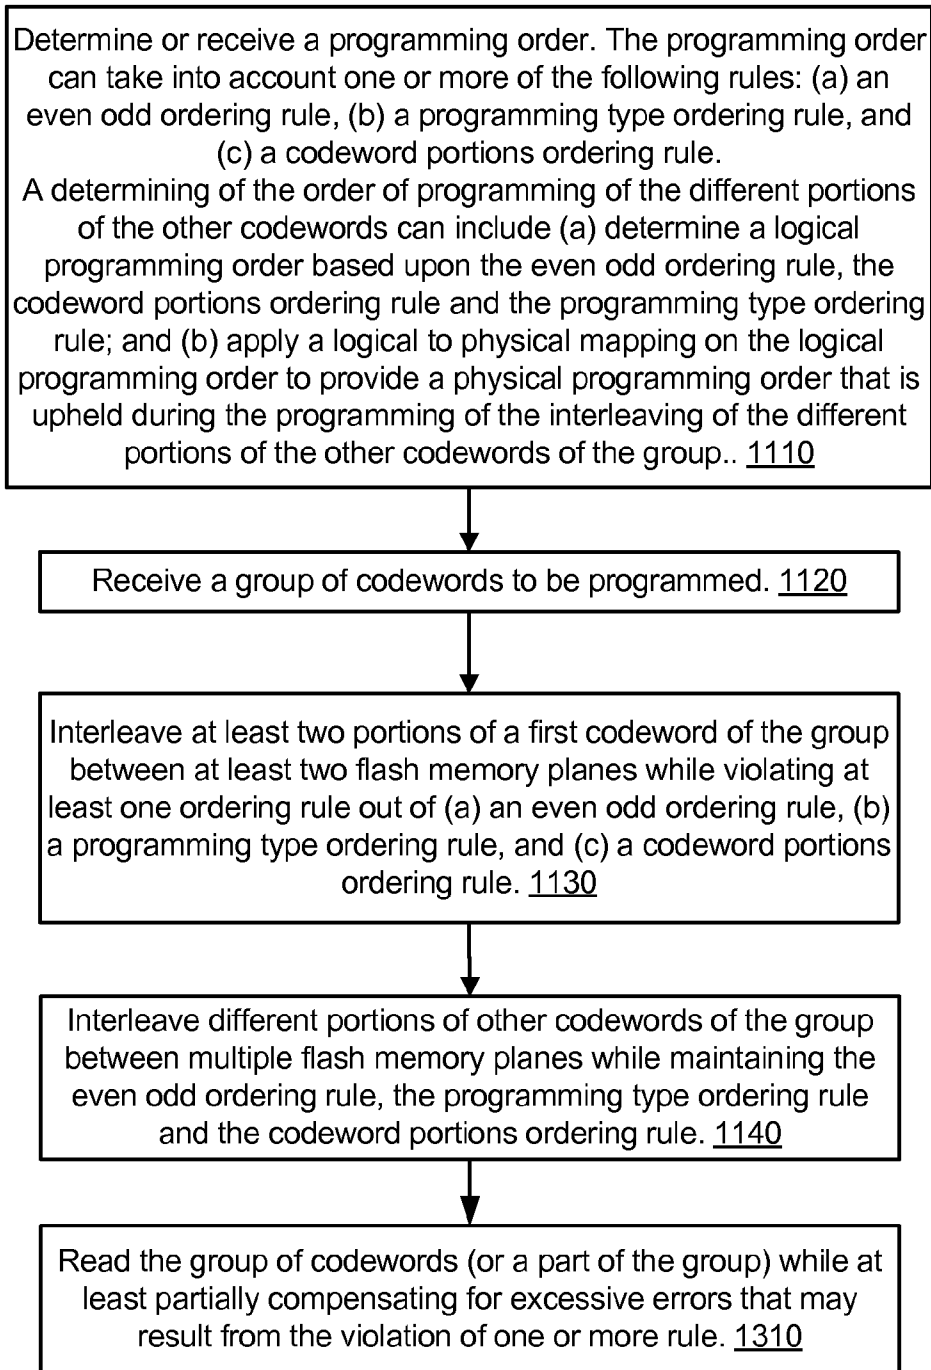 Determine or receive a programming order. The programming order
can take into account one or more of the following rules: (a) an
even odd ordering rule, (b) a programming type ordering rule, and
(c) a codeword portions ordering rule.
A determining of the order of programming of the different portions
of the other codewords can include (a) determine a logical
programming order based upon the even odd ordering rule, the
codeword portions ordering rule and the programming type ordering
rule; and (b) apply a logical to physical mapping on the logical
programming order to provide a physical programming order that is
upheld during the programming of the interleaving of the different
portions of the other codewords of the group.. 1110
Receive a group of codewords to be programmed. 1120
Interleave at least two portions of a first codeword of the group
between at least two flash memory planes while violating at
least one ordering rule out of (a) an even odd ordering rule, (b)
a programming type ordering rule, and (c) a codeword portions
ordering rule. 1130
Interleave different portions of other codewords of the group
between multiple flash memory planes while maintaining the
even odd ordering rule, the programming type ordering rule
and the codeword portions ordering rule. 1140
Read the group of codewords (or a part of the group) while at
least partially compensating for excessive errors that may
result from the violation of one or more rule. 1310